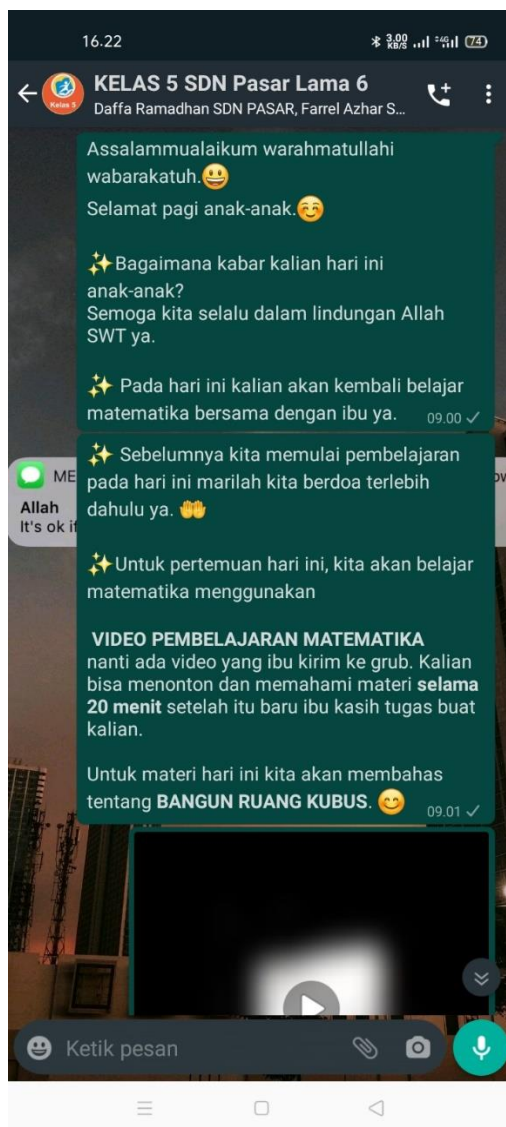 16.22
3.00
KB/S
74
KELAS 5 SDN Pasar Lama 6
Kelas 5
Daffa Ramadhan SDN PASAR, Farrel Azhar S...
Assalammualaikum warahmatullahi
wabarakatuh.😀
Selamat pagi anak-anak.☺️
✨Bagaimana kabar kalian hari ini
anak-anak?
Semoga kita selalu dalam lindungan Allah
SWT ya.
✨ Pada hari ini kalian akan kembali belajar
matematika bersama dengan ibu ya.
09.00
✨ Sebelumnya kita memulai pembelajaran
pada hari ini marilah kita berdoa terlebih
dahulu ya. 🤲
✨Untuk pertemuan hari ini, kita akan belajar
matematika menggunakan
VIDEO PEMBELAJARAN MATEMATIKA
nanti ada video yang ibu kirim ke grub. Kalian
bisa menonton dan memahami materi selama
20 menit setelah itu baru ibu kasih tugas buat
kalian.
Untuk materi hari ini kita akan membahas
tentang BANGUN RUANG KUBUS. 😊
09.01
ME
Allah
It's ok if
Ketik pesan